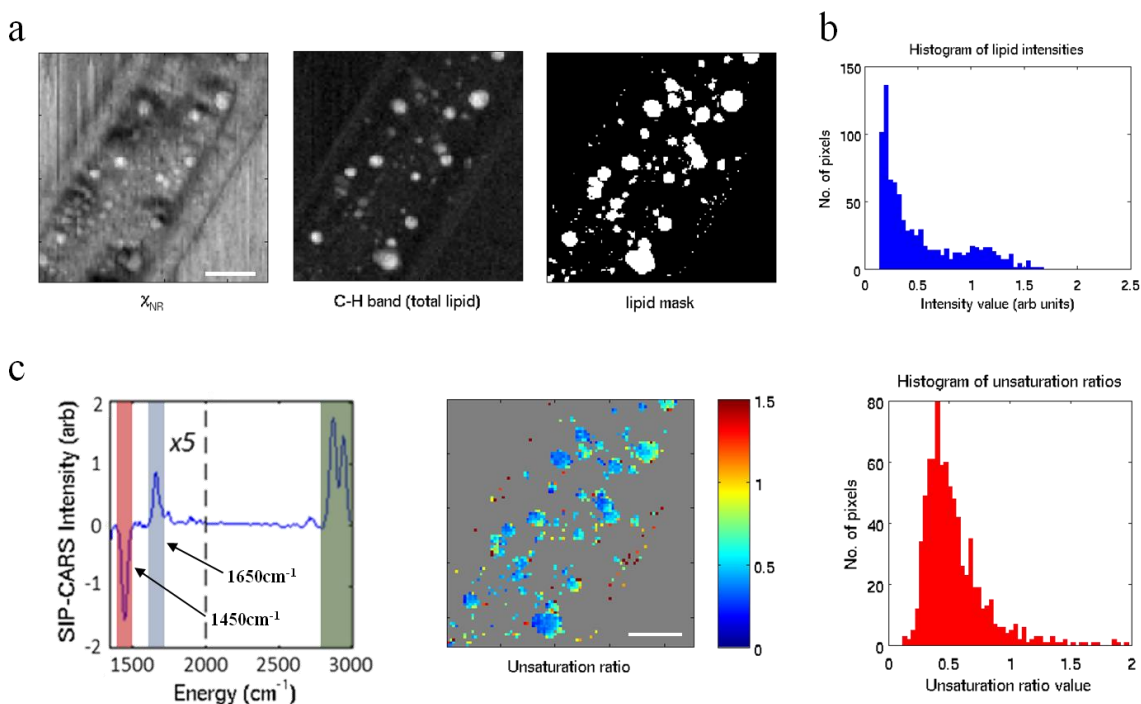 a
χNR
C-H band (total lipid)
lipid mask
b
Histogram of lipid intensities
No. of pixels
150
100
50
0
0
0.5
1
1.5
2
2.5
Intensity value (arb units)
c
SIP-CARS Intensity (arb)
2
1
0
-1
-2
x5
1650cm-1
1450cm-1
1500
2000
2500
3000
Energy (cm-1)
Unsaturation ratio
1.5
1
0.5
0
Histogram of unsaturation ratios
No. of pixels
80
60
40
20
0
0
0.5
1
1.5
2
Unsaturation ratio value